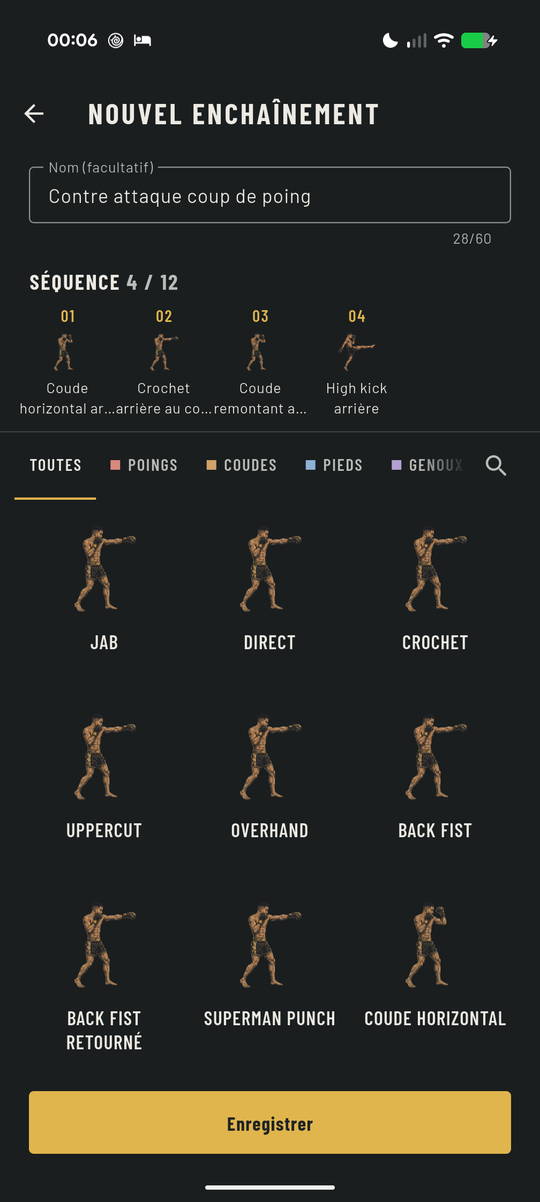 00:06
NOUVEL ENCHAÎNEMENT
Nom (facultatif)
Contre attaque coup de poing
28/60
SÉQUENCE 4 / 12
01 02 03 04
Coude Crochet Coude High kick
horizontal ar... arrière au co... remontant a... arrière
TOUTES POINGS COUDES PIEDS GENOUX
JAB DIRECT CROCHET
UPPERCUT OVERHAND BACK FIST
BACK FIST SUPERMAN PUNCH COUDE HORIZONTAL
RETOURNÉ
Enregistrer